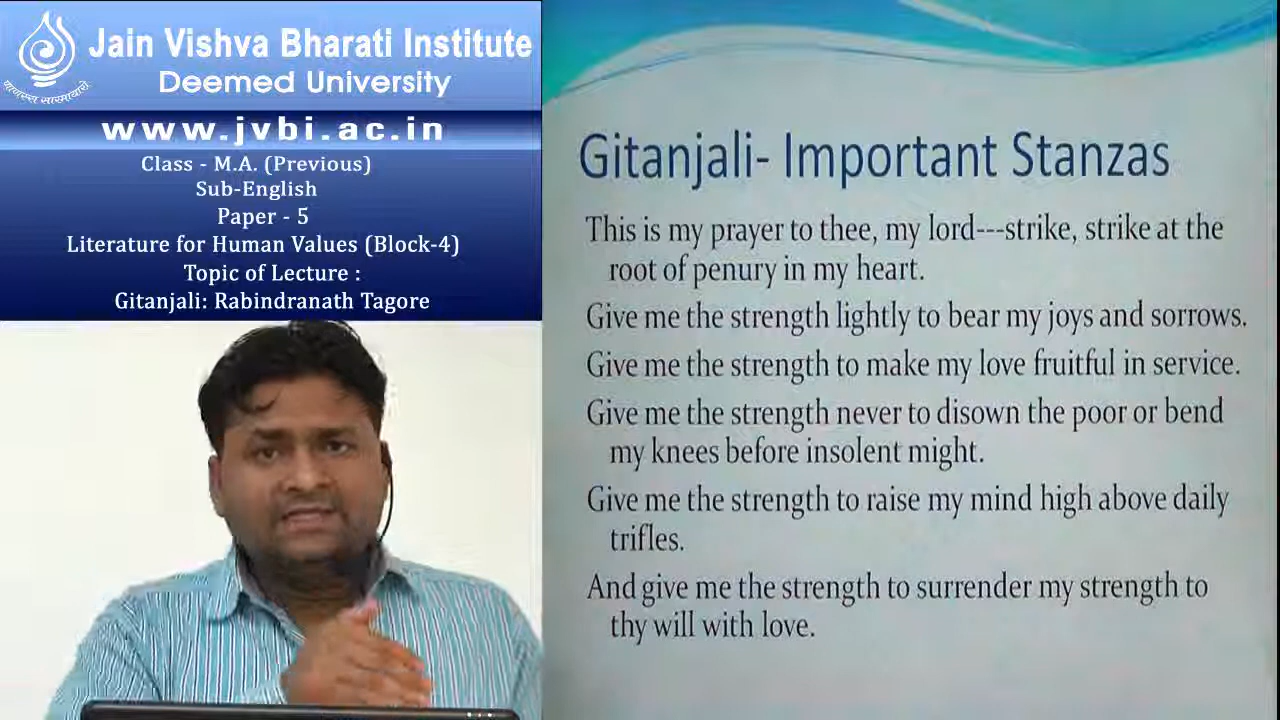 Jain Vishva Bharati Institute
Deemed University
www.jvbi.ac.in
Class - M.A. (Previous)
Sub-English
Paper - 5
Literature for Human Values (Block-4)
Topic of Lecture :
Gitanjali: Rabindranath Tagore
Gitanjali- Important Stanzas
This is my prayer to thee, my lord---strike, strike at the
root of penury in my heart.
Give me the strength lightly to bear my joys and sorrows.
Give me the strength to make my love fruitful in service.
Give me the strength never to disown the poor or bend
my knees before insolent might.
Give me the strength to raise my mind high above daily
trifles.
And give me the strength to surrender my strength to
thy will with love.